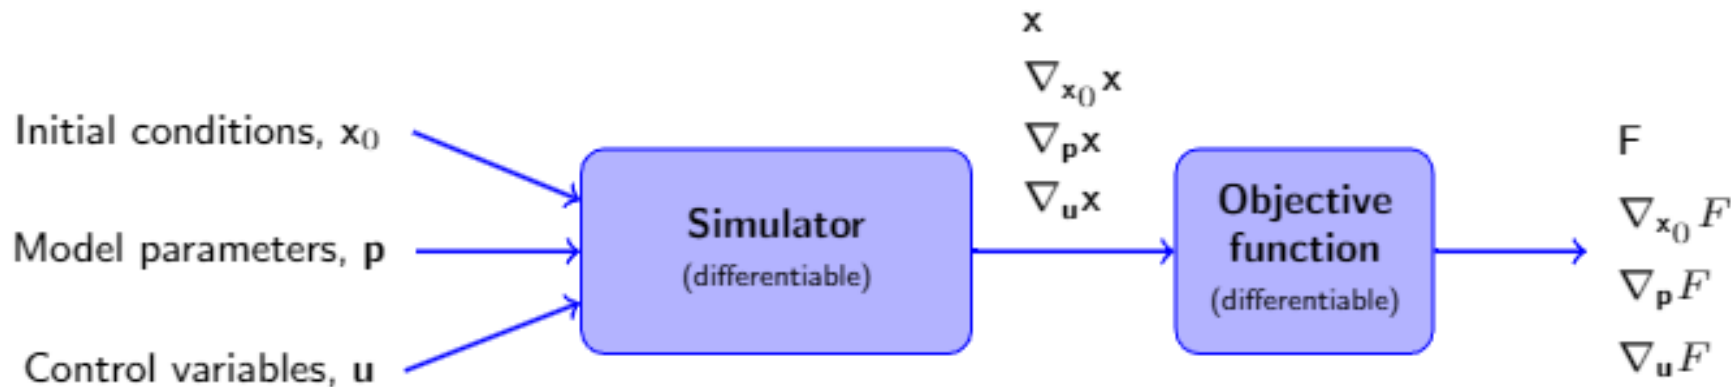 Initial conditions, x₀
Model parameters, p
Control variables, u
Simulator
(differentiable)
x
∇ₓ₀x
∇ₚx
∇ᵤx
Objective
function
(differentiable)
F
∇ₓ₀F
∇ₚF
∇ᵤF